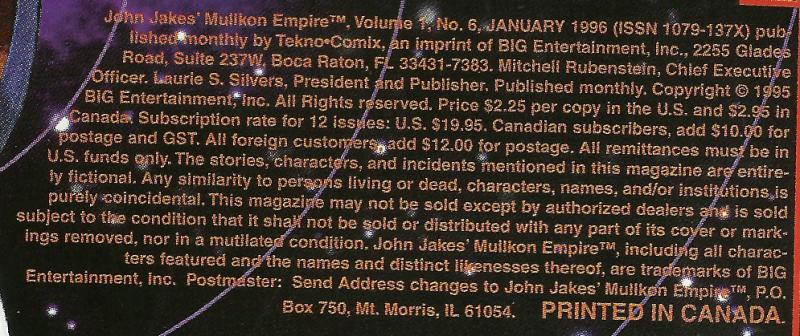 John Jakes' Mullkon Empire™, Volume 1, No. 6, JANUARY 1996 (ISSN 1079-137X) pub-
lished monthly by Tekno•Comix, an imprint of BIG Entertainment, Inc., 2255 Glades
Road, Suite 237W, Boca Raton, FL 33431-7383. Mitchell Rubenstein, Chief Executive
Officer. Laurie S. Silvers, President and Publisher. Published monthly. Copyright © 1995
BIG Entertainment, Inc. All Rights reserved. Price $2.25 per copy in the U.S. and $2.95 in
Canada. Subscription rate for 12 issues: U.S. $19.95. Canadian subscribers, add $10.00 for
postage and GST. All foreign customers, add $12.00 for postage. All remittances must be in
U.S. funds only. The stories, characters, and incidents mentioned in this magazine are entire-
ly fictional. Any similarity to persons living or dead, characters, names, and/or institutions is
purely coincidental. This magazine may not be sold except by authorized dealers and is sold
subject to the condition that it shall not be sold or distributed with any part of its cover or mark-
ings removed, nor in a mutilated condition. John Jakes' Mullkon Empire™, including all charac-
ters featured and the names and distinct likenesses thereof, are trademarks of BIG
Entertainment, Inc. Postmaster: Send Address changes to John Jakes' Mullkon Empire™, P.O.
Box 750, Mt. Morris, IL 61054. PRINTED IN CANADA.